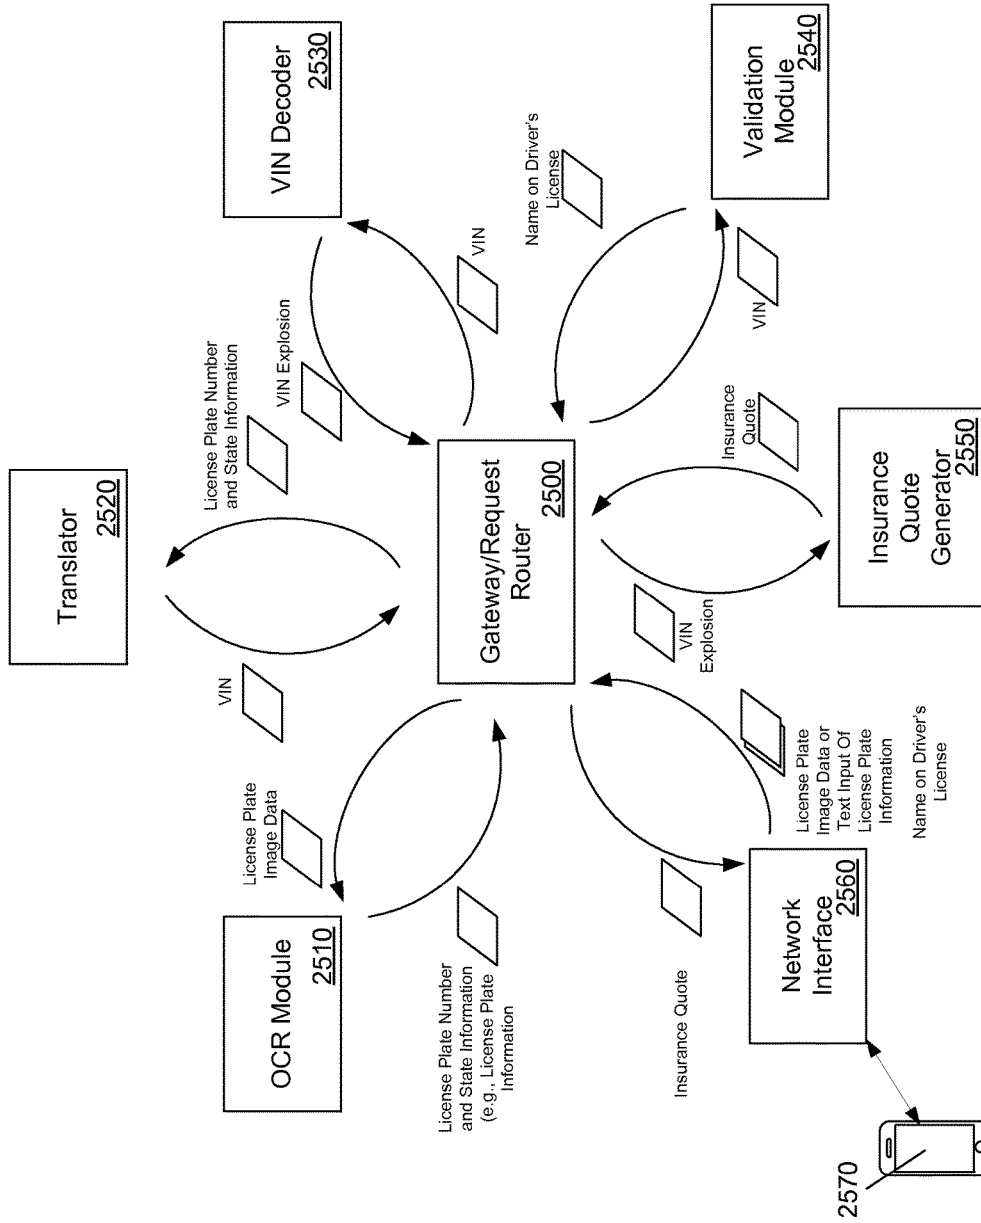 Translator
2520
License Plate Number
and State Information
VIN
License Plate
Image Data
VIN Explosion
OCR Module
2510
VIN Decoder
2530
License Plate Number
and State Information
(e.g., License Plate
Information
VIN
Gateway/Request
Router
2500
Name on Driver's
License
Insurance Quote
VIN
Explosion
Insurance
Quote
VIN
Network
Interface
2560
Validation
Module
2540
License Plate
Image Data or
Text Input Of
License Plate
Information
Name on Driver's
License
Insurance
Quote
Generator
2550
2570